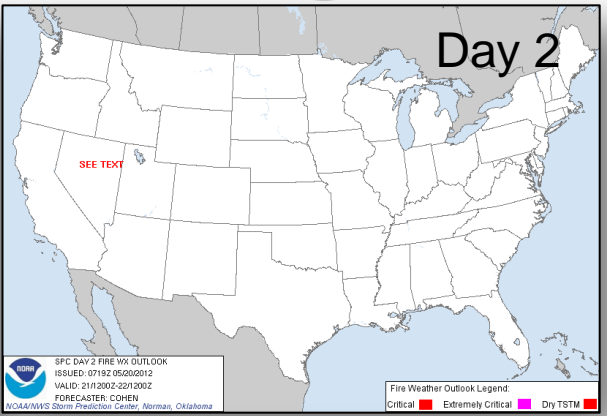 Day 2
SEE TEXT
SPC DAY 2 FIRE WX OUTLOOK
ISSUED: 0719Z 05/20/2012
VALID: 21/1200Z-22/1200Z
FORECASTER: COHEN
NOAA/NWS Storm Prediction Center, Norman, Oklahoma
NOAA
Fire Weather Outlook Legend:
Critical Extremely Critical Dry TSTM